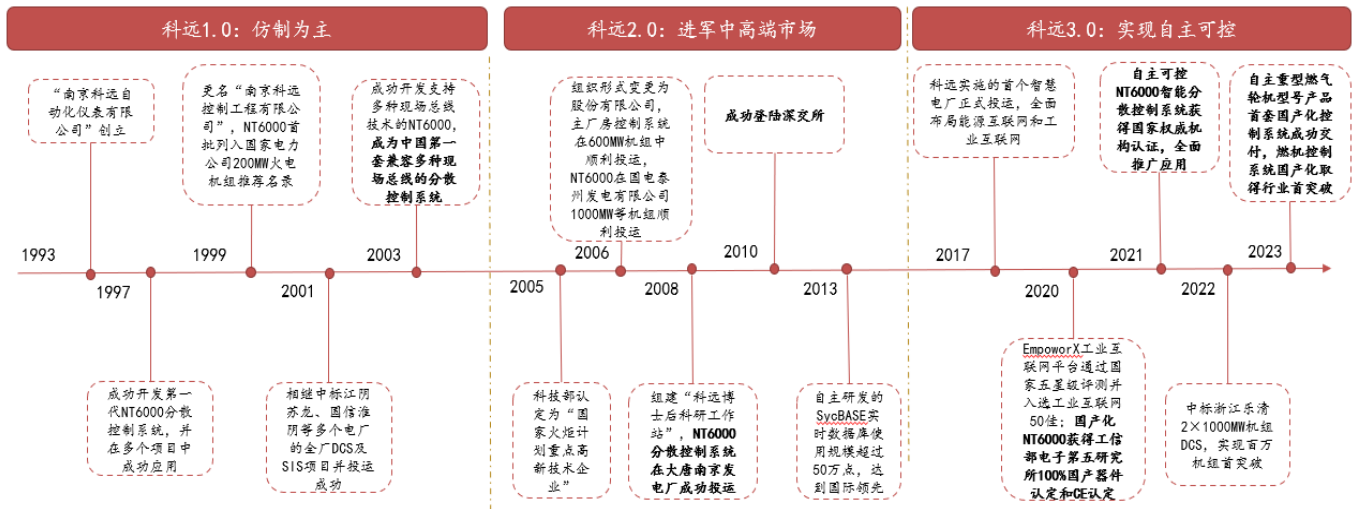 科远1.0：仿制为主
科远2.0：进军中高端市场
科远3.0：实现自主可控
“南京科远自
动化仪表有限
公司”创立
更名“南京科远
控制工程有限公
司”，NT6000首
批列入国家电力
公司200MW火电
机组推荐名录
成功开发支持
多种现场总线
技术的NT6000，
成为中国第一
套兼容多种现
场总线的分散
控制系统
组织形式变更为
股份有限公司，
主厂房控制系统
在600MW机组中
顺利投运，
NT6000在国电泰
州发电有限公司
1000MW等机组顺
利投运
成功登陆深交所
科远实施的首个智慧
电厂正式投运，全面
布局能源互联网和工
业互联网
自主可控
NT6000智能分
散控制系统获
得国家权威机
构认证，全面
推广应用
自主重型燃气
轮机型号产品
首套国产化控
制系统成功交
付，燃机控制
系统国产化取
得行业首突破
1993
1999
2003
2006
2010
2017
2021
2023
1997
2001
2005
2008
2013
2020
2022
成功开发第一
代NT6000分散
控制系统，并
在多个项目中
成功应用
相继中标江阴
苏龙、国信淮
阴等多个电厂
的全厂DCS及
SIS项目并投运
成功
科技部认
定为“国
家火炬计
划重点高
新技术企
业”
组建“科远博
士后科研工作
站”，NT6000
分散控制系统
在大唐南京发
电厂成功投运
自主研发的
SycBASE实
时数据库使
用规模超过
50万点，达
到国际领先
EmpoworX工业互
联网平台通过国
家五星级评测并
入选工业互联网
50佳；国产化
NT6000获得工信
部电子第五研究
所100%国产器件
认定和CE认定
中标浙江乐清
2×1000MW机组
DCS，实现百万
机组首突破